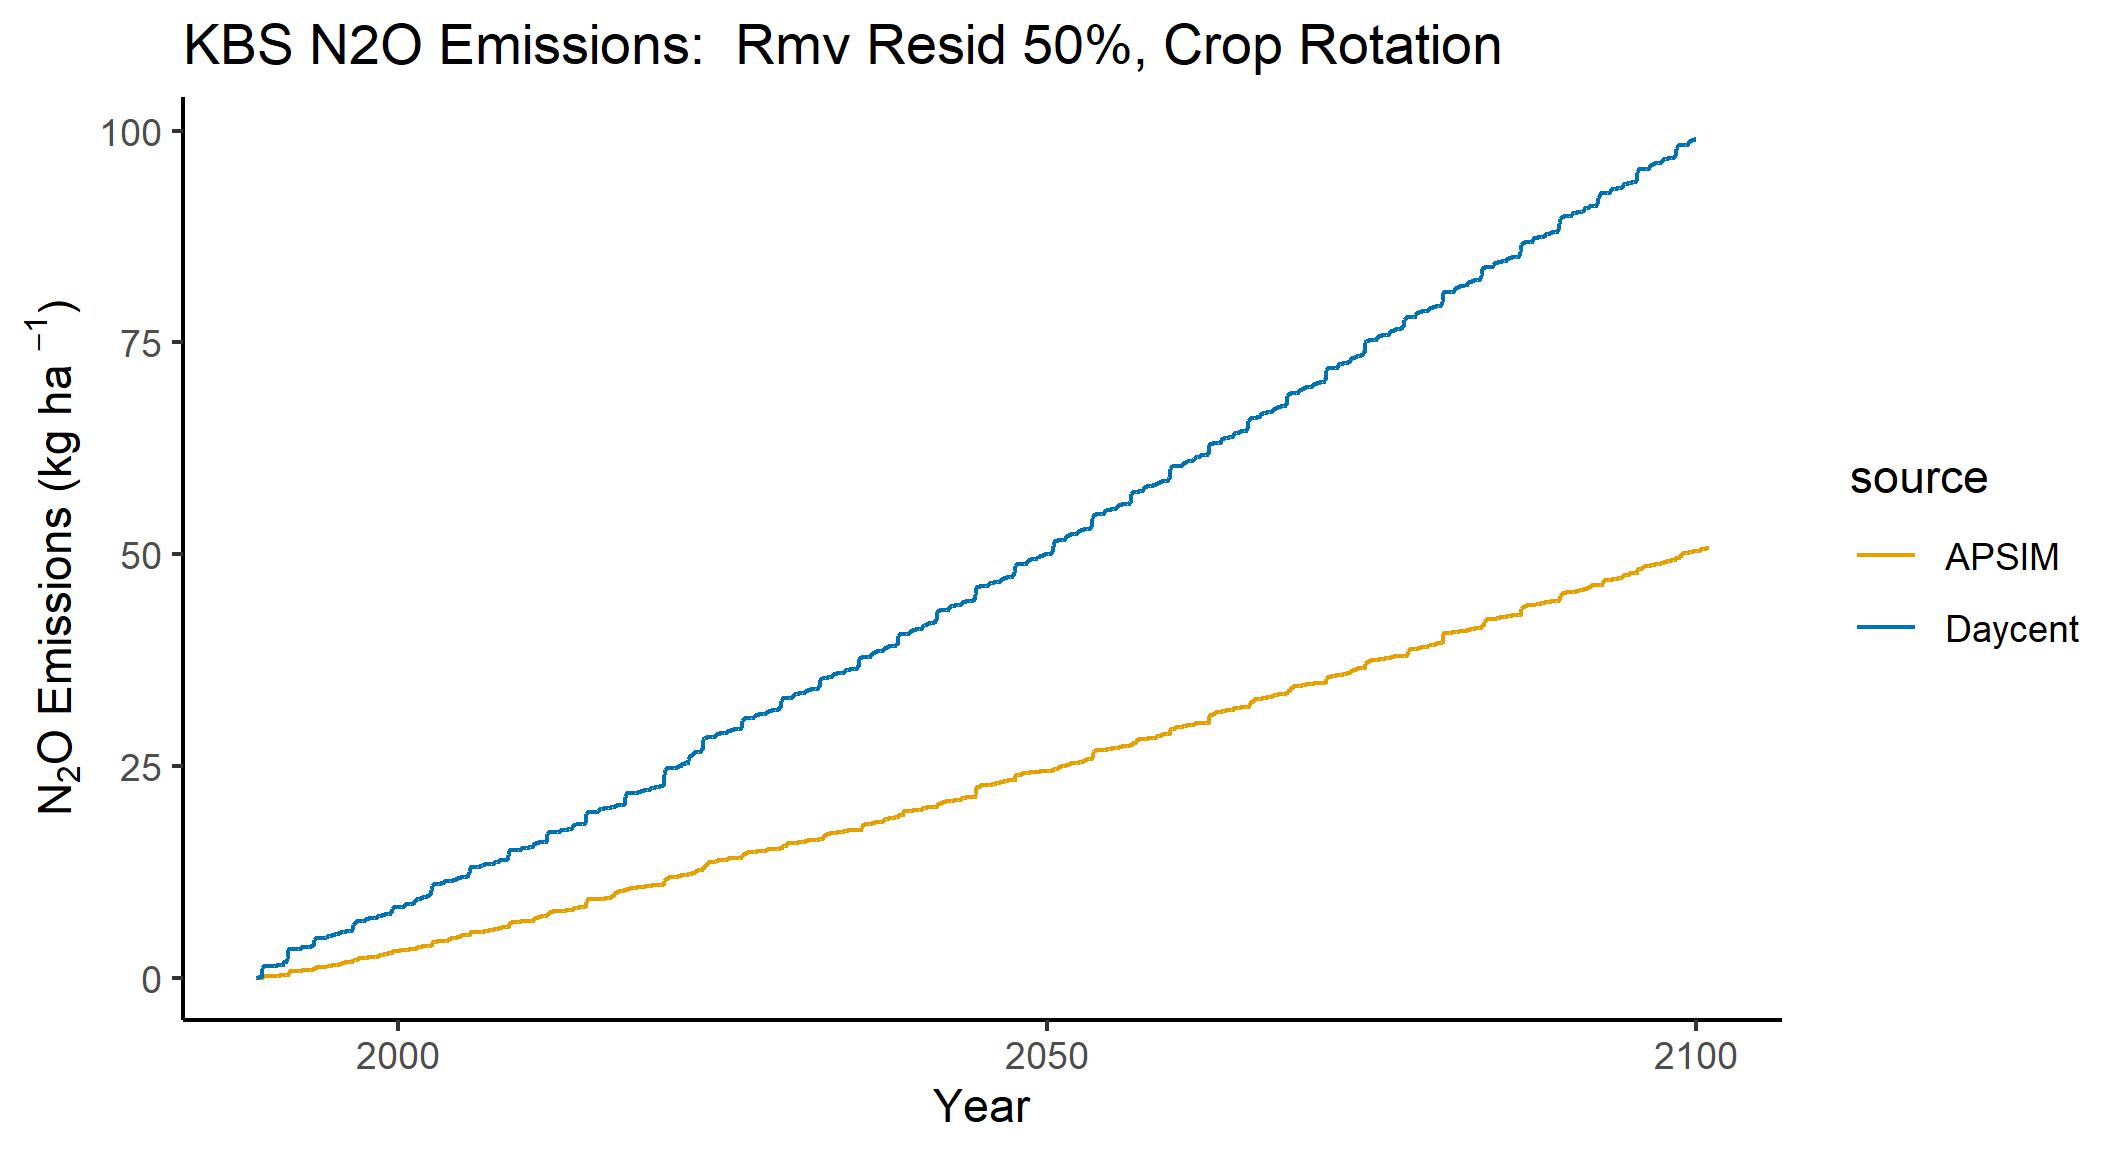 KBS N2O Emissions:  Rmv Resid 50%, Crop Rotation
N₂O Emissions (kg ha ⁻¹)
100
75
50
25
0
2000
2050
2100
Year
source
APSIM
Daycent